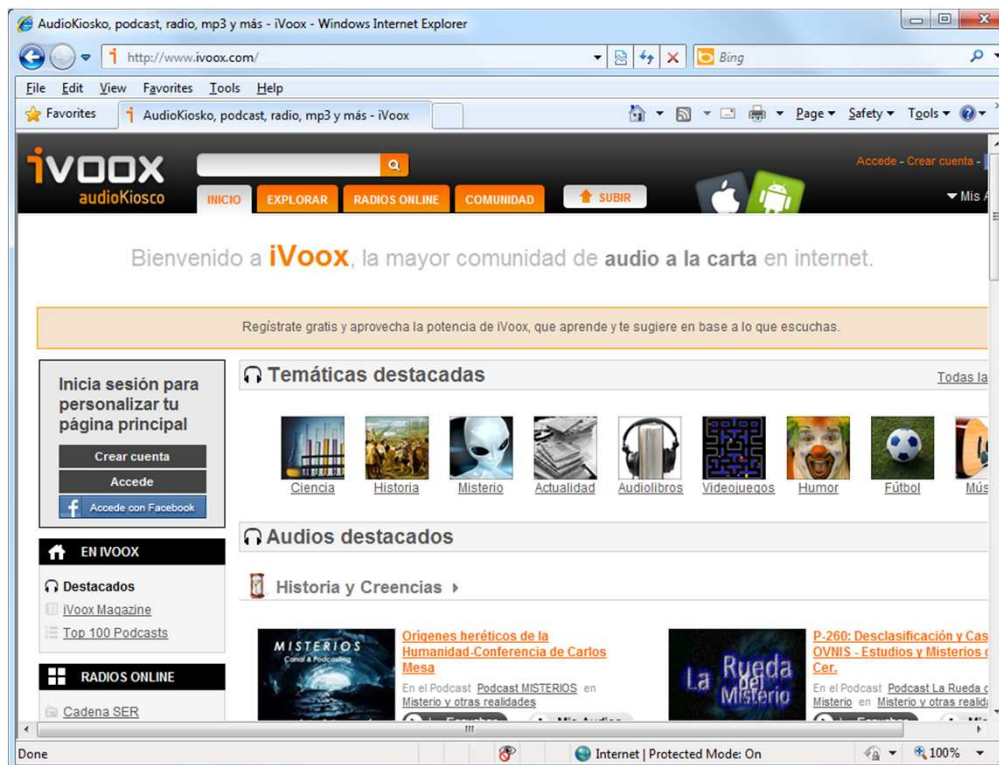 AudioKiosko, podcast, radio, mp3 y más - iVoox - Windows Internet Explorer
http://www.ivoox.com/
Bing
File Edit View Favorites Tools Help
Favorites
AudioKiosko, podcast, radio, mp3 y más - iVoox
Page Safety Tools
ivoox
audioKiosco
Accede - Crear cuenta -
INICIO EXPLORAR RADIOS ONLINE COMUNIDAD SUBIR
Mis
Bienvenido a iVoox, la mayor comunidad de audio a la carta en internet.
Regístrate gratis y aprovecha la potencia de iVoox, que aprende y te sugiere en base a lo que escuchas.
Inicia sesión para
personalizar tu
página principal
Crear cuenta
Accede
Accede con Facebook
EN IVOOX
Destacados
iVoox Magazine
Top 100 Podcasts
RADIOS ONLINE
Cadena SER
Temáticas destacadas
Todas la
Ciencia Historia Misterio Actualidad Audiolibros Videojuegos Humor Fútbol Mús
Audios destacados
Historia y Creencias
MISTERIOS
Canal & Podcasting
Orígenes heréticos de la
Humanidad-Conferencia de Carlos
Mesa
En el Podcast Podcast MISTERIOS en
Misterio y otras realidades
La Rueda
del
Misterio
P-260: Desclasificación y Cas
OVNIS - Estudios y Misterios
Cer.
En el Podcast Podcast La Rueda
Misterio en Misterio y otras realid
Done
Internet | Protected Mode: On
100%